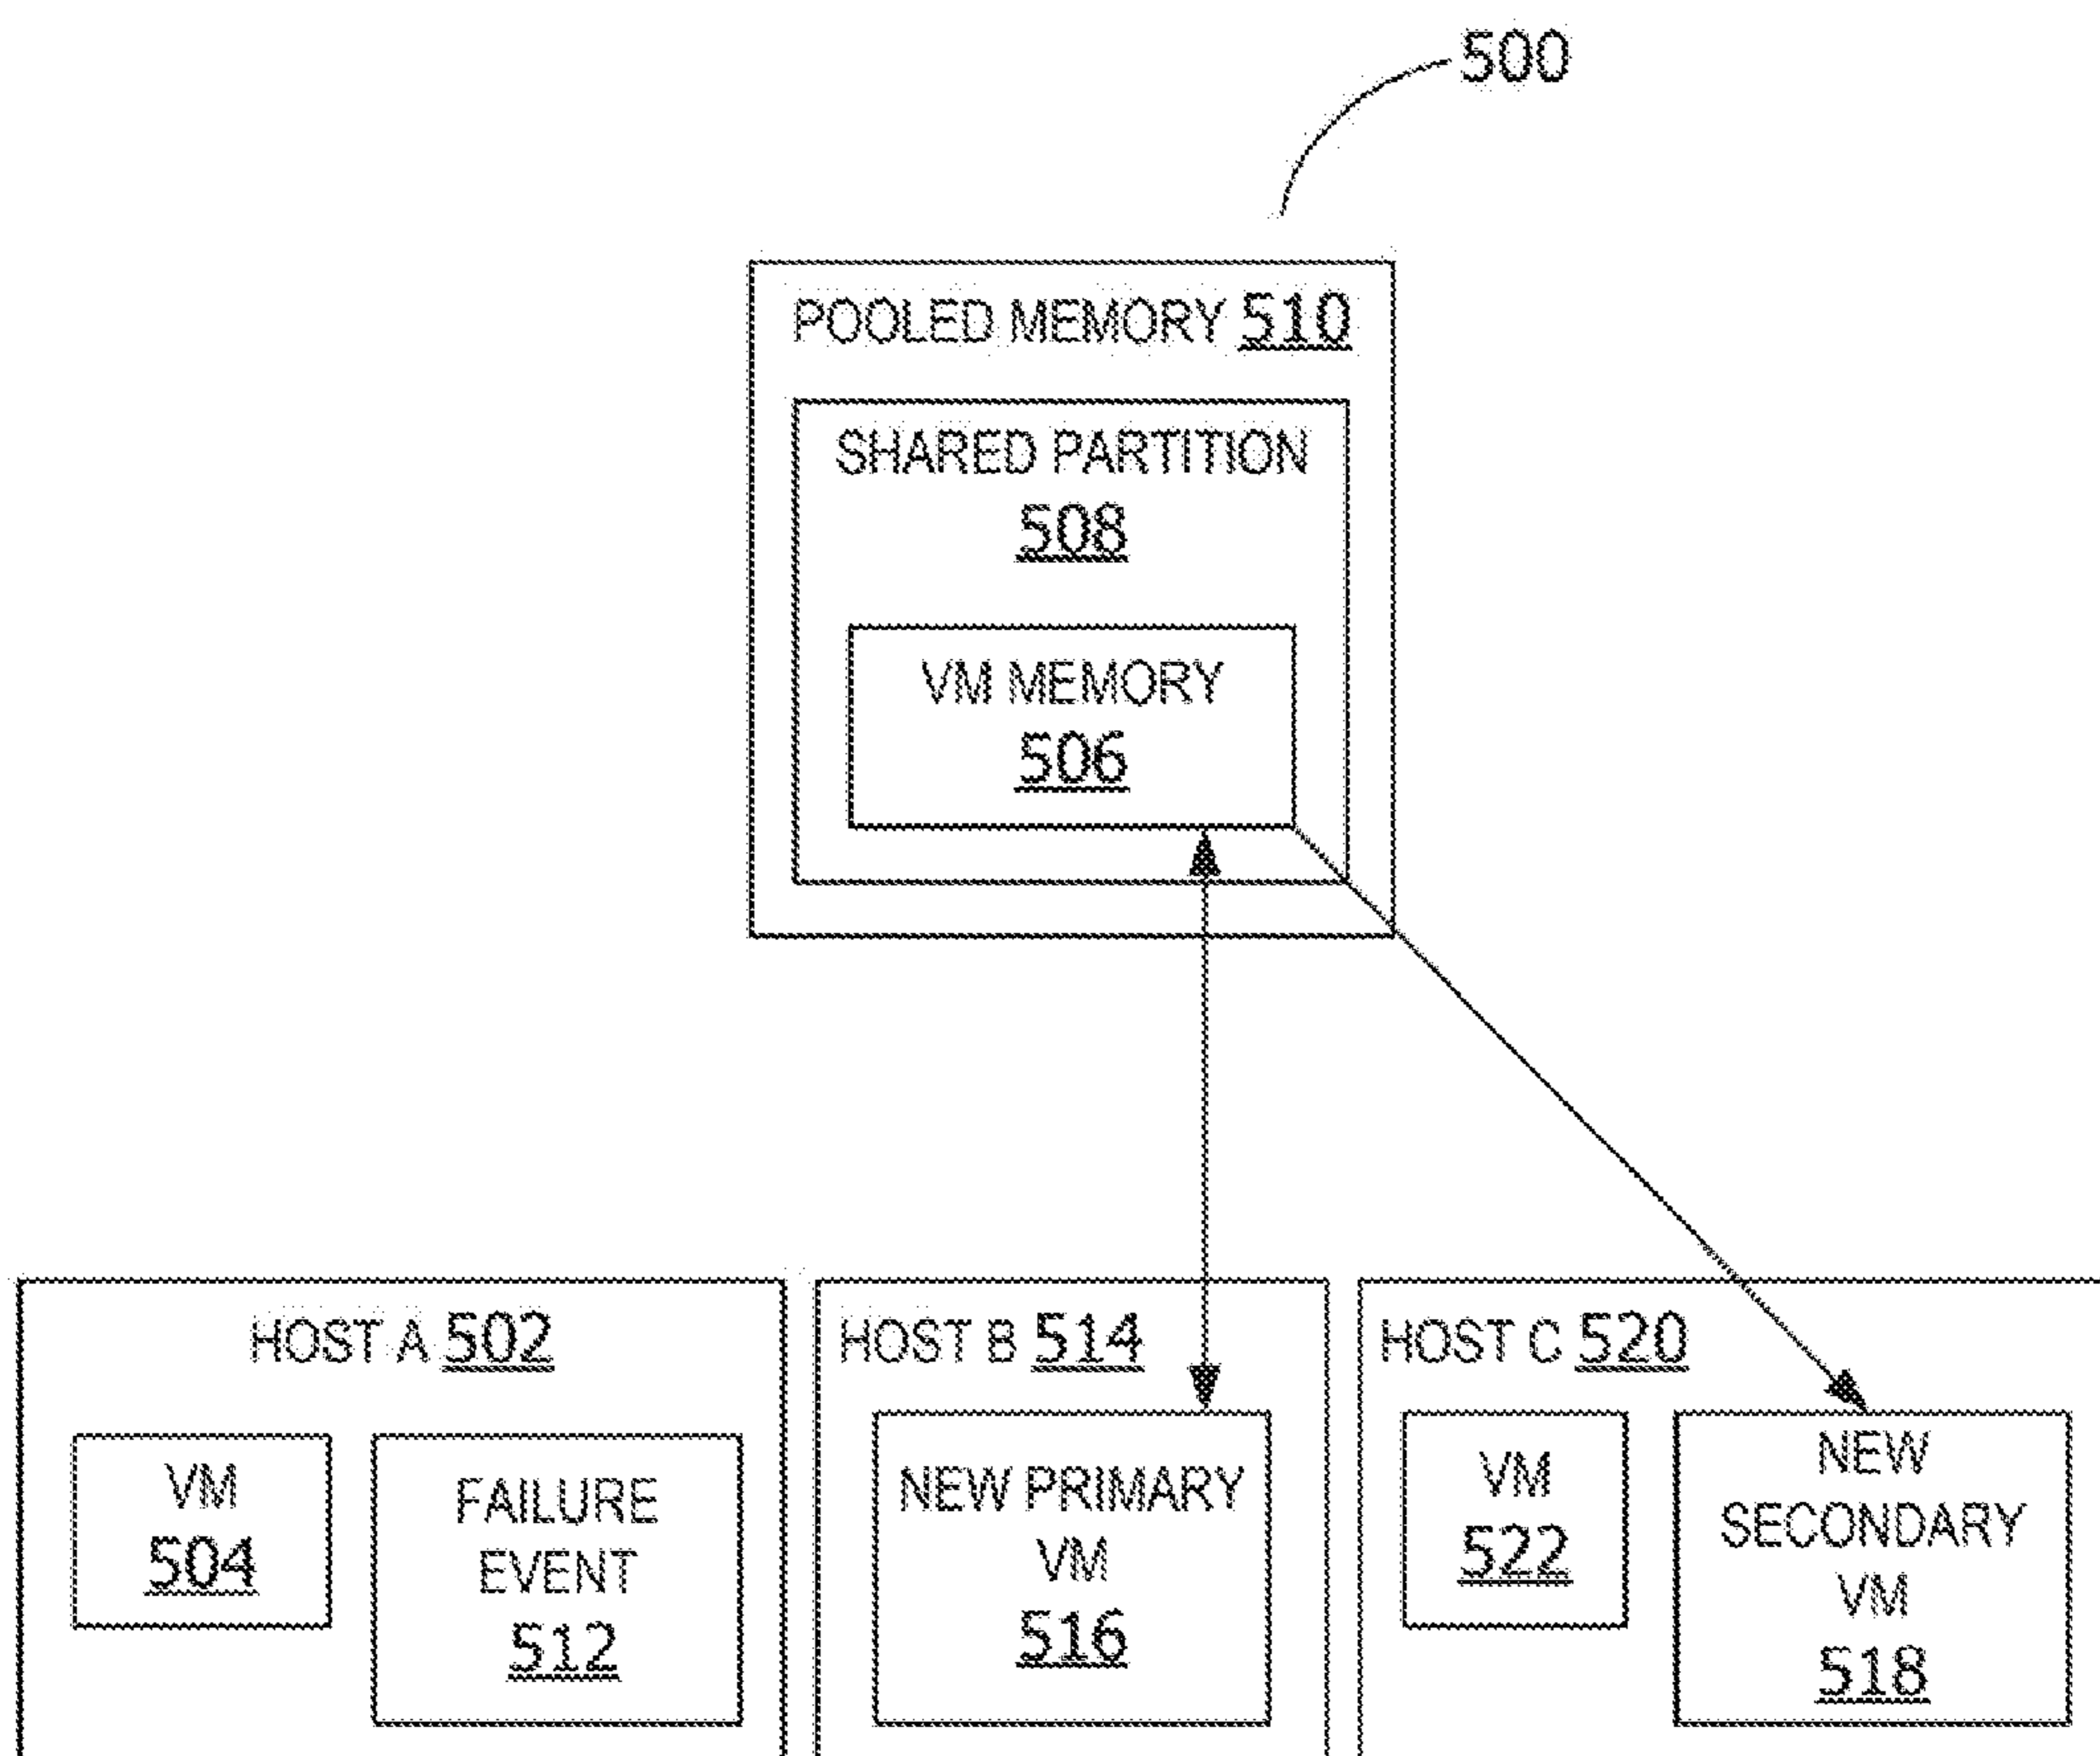 500
POOLED MEMORY 510
SHARED PARTITION
508
VM MEMORY
506
HOST A 502
VM
504
FAILURE
EVENT
512
HOST B 514
NEW PRIMARY
VM
516
HOST C 520
VM
522
NEW
SECONDARY
VM
518